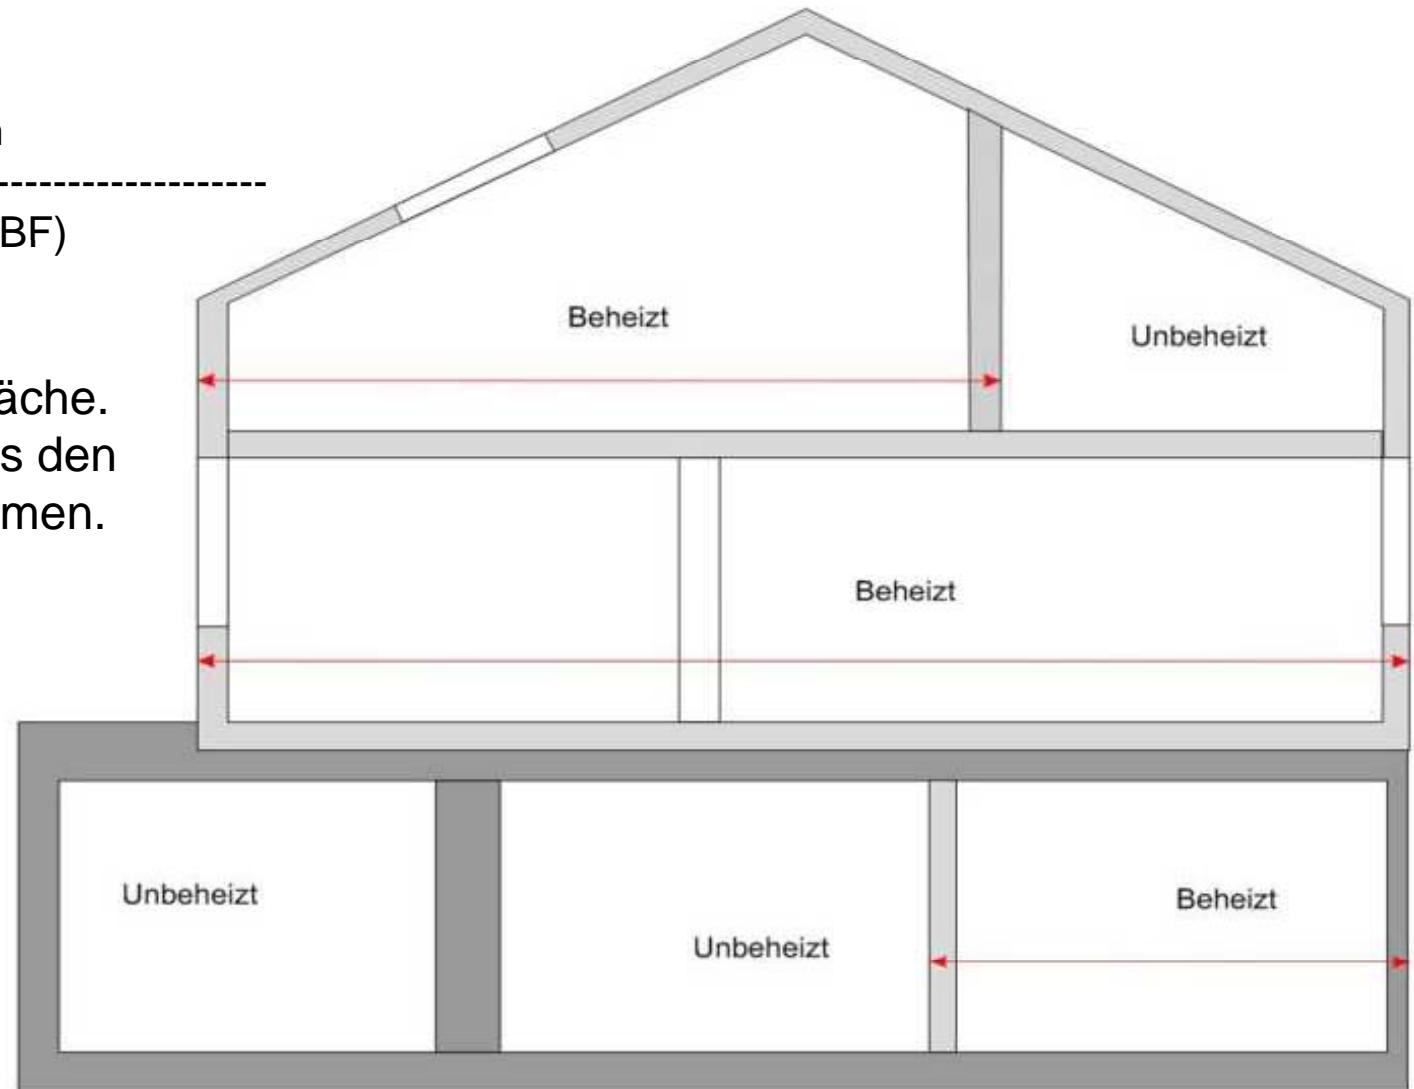 n
--------------------
BF)
äche.
s den
men.
Beheizt
Unbeheizt
Beheizt
Unbeheizt
Unbeheizt
Beheizt